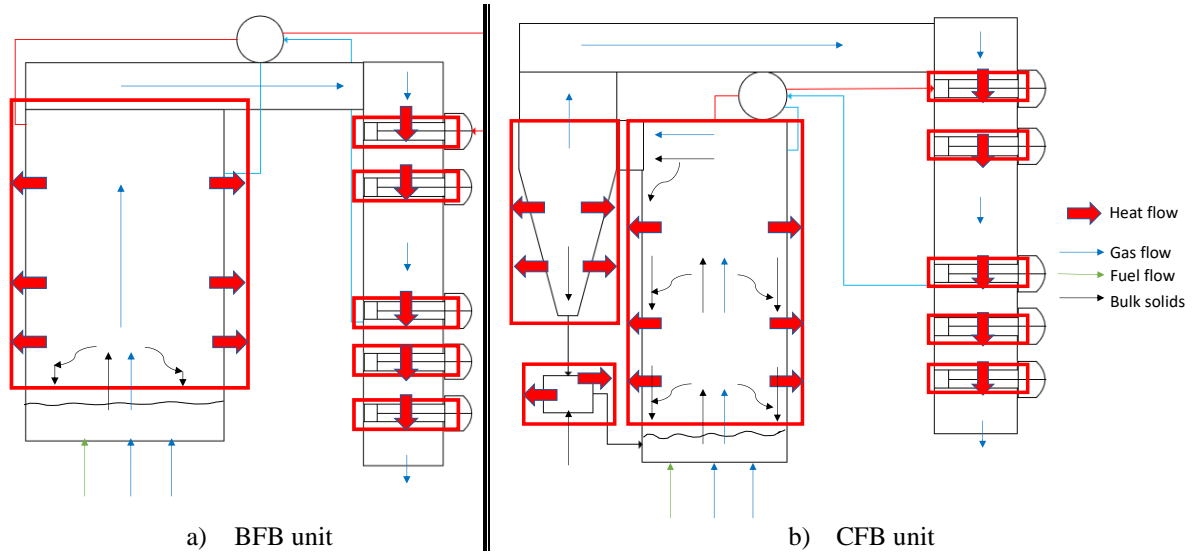 Heat flow
Gas flow
Fuel flow
Bulk solids
a) BFB unit
b) CFB unit